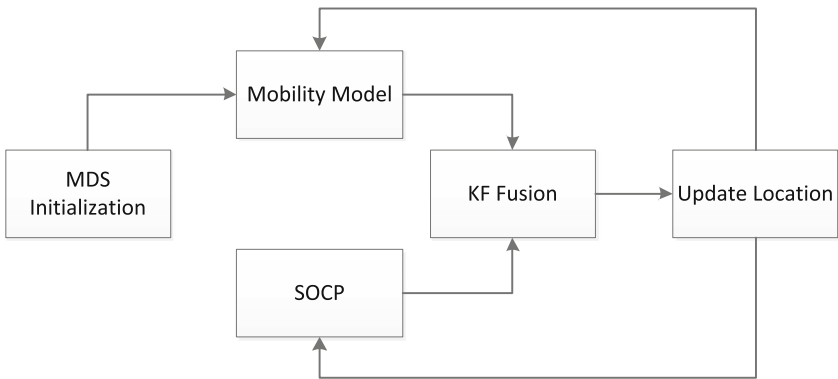 Mobility Model
MDS
Initialization
KF Fusion
Update Location
SOCP